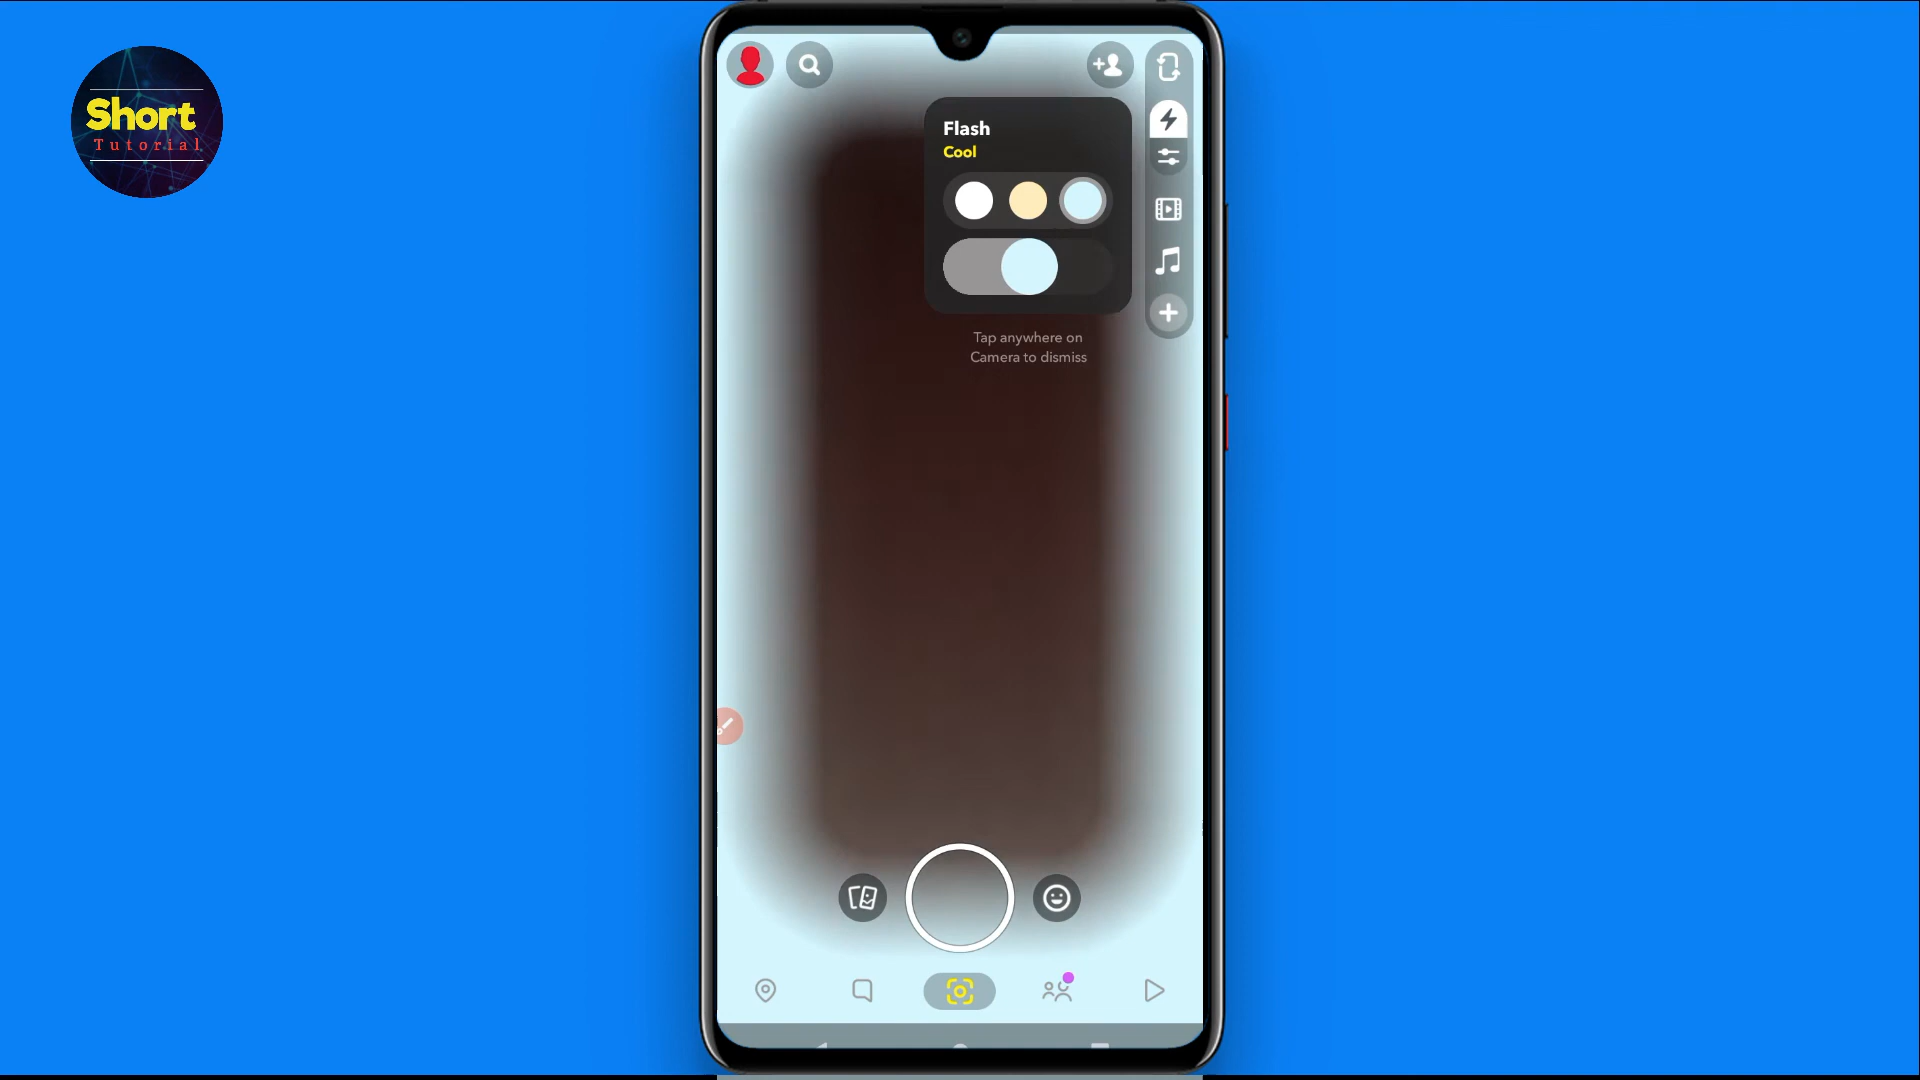 Short
Tutorial
Flash
Cool
Tap anywhere on
Camera to dismiss